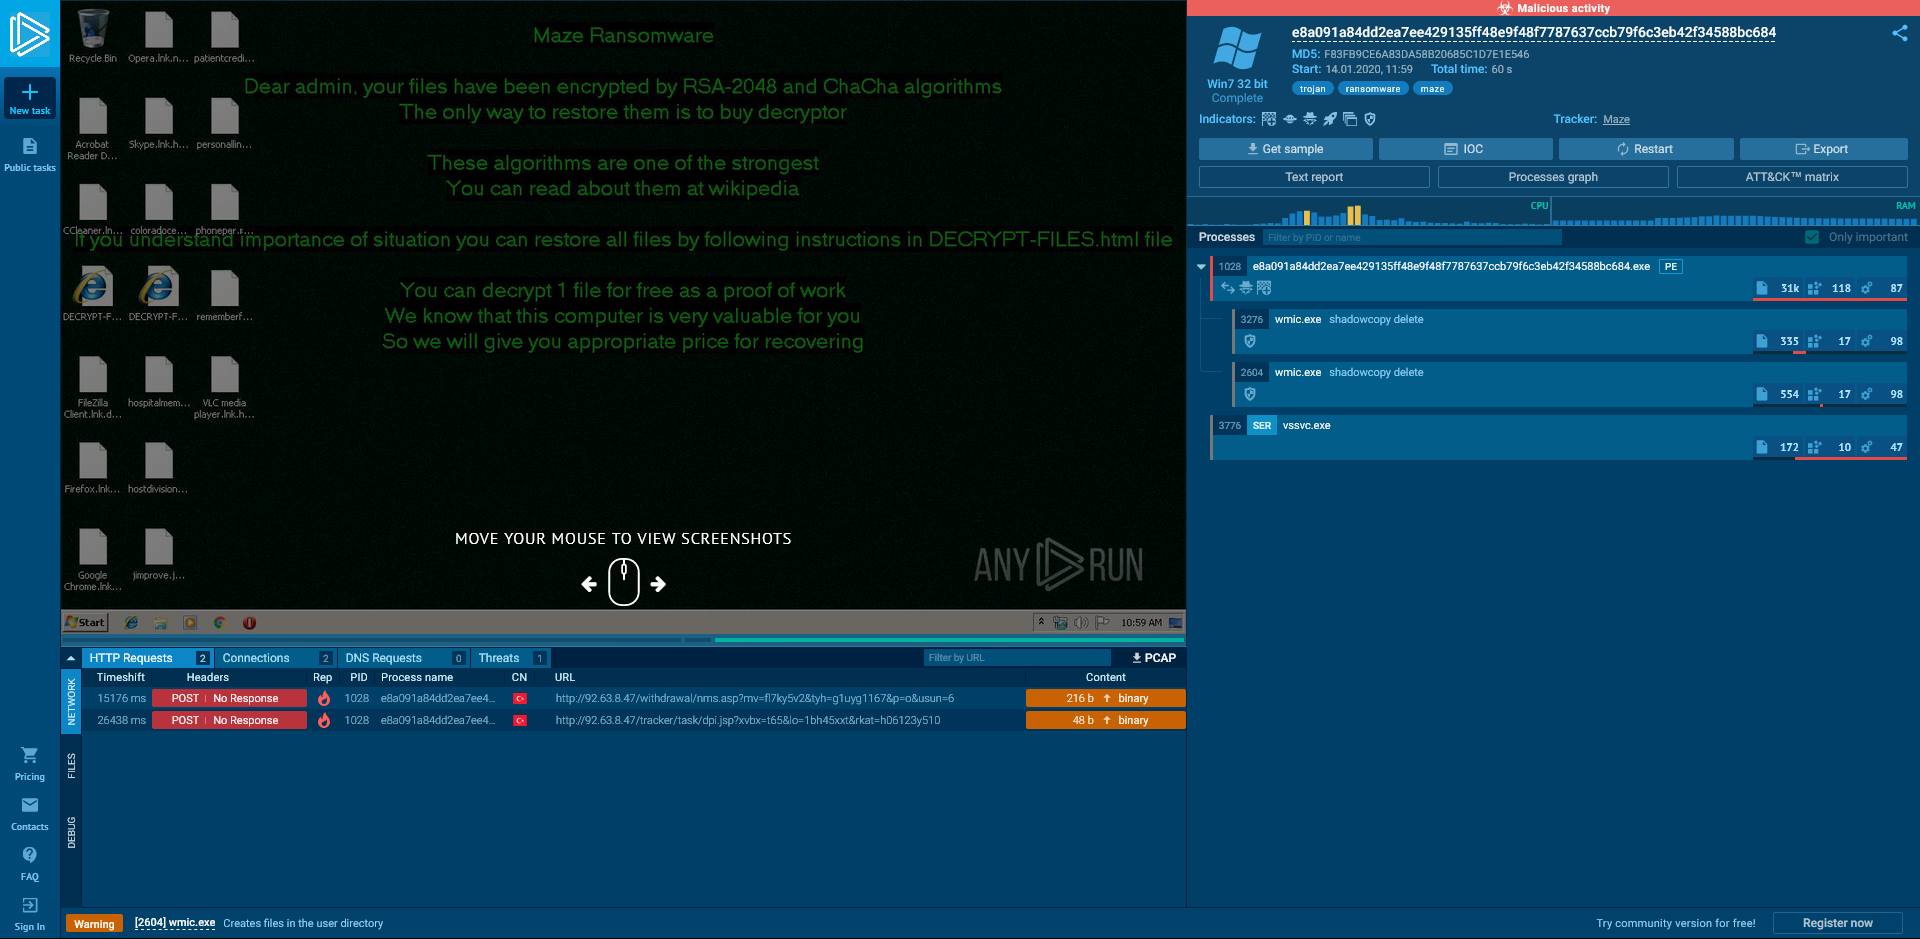 New task
Public tasks
Pricing
Contacts
FAQ
Sign In
Recycle Bin
Opera.lnk.n...
patientcredi...
Acrobat Reader D...
Skype.lnk.h...
personallin...
CCleaner.ln...
coloradoce...
phoneper.r...
DECRYPT-F...
DECRYPT-F...
rememberf...
FileZilla Client.lnk.d...
hospitalmem...
VLC media player.lnk.h...
Firefox.lnk...
hostdivision...
Google Chrome.lnk...
jimprove.j...
Maze Ransomware
Dear admin, your files have been encrypted by RSA-2048 and ChaCha algorithms
The only way to restore them is to buy decryptor
These algorithms are one of the strongest
You can read about them at wikipedia
If you understand importance of situation you can restore all files by following instructions in DECRYPT-FILES.html file
You can decrypt 1 file for free as a proof of work
We know that this computer is very valuable for you
So we will give you appropriate price for recovering
MOVE YOUR MOUSE TO VIEW SCREENSHOTS
ANY RUN
Start
10:59 AM
HTTP Requests 2 Connections 2 DNS Requests 0 Threats 1 Filter by URL PCAP
NETWORK
FILES
DEBUG
Timeshift Headers Rep PID Process name CN URL Content
15176 ms POST | No Response 1028 e8a091a84dd2ea7ee4... http://92.63.8.47/withdrawal/nms.asp?mv=fl7ky5v2&tyh=g1uyg1167&p=o&usun=6 216 b binary
26438 ms POST | No Response 1028 e8a091a84dd2ea7ee4... http://92.63.8.47/tracker/task/dpi.jsp?xvbx=t65&lo=1bh45xxt&rkat=h06123y510 48 b binary
Warning [2604] wmic.exe Creates files in the user directory
Try community version for free! Register now
Malicious activity
e8a091a84dd2ea7ee429135ff48e9f48f7787637ccb79f6c3eb42f34588bc684
MD5: F83FB9CE6A83DA58B20685C1D7E1E546
Start: 14.01.2020, 11:59 Total time: 60 s
Win7 32 bit
Complete
trojan ransomware maze
Indicators: Tracker: Maze
Get sample IOC Restart Export
Text report Processes graph ATT&CK™ matrix
CPU RAM
Processes Filter by PID or name Only important
1028 e8a091a84dd2ea7ee429135ff48e9f48f7787637ccb79f6c3eb42f34588bc684.exe PE
31k 118 87
3276 wmic.exe shadowcopy delete
335 17 98
2604 wmic.exe shadowcopy delete
554 17 98
3776 SER vssvc.exe
172 10 47